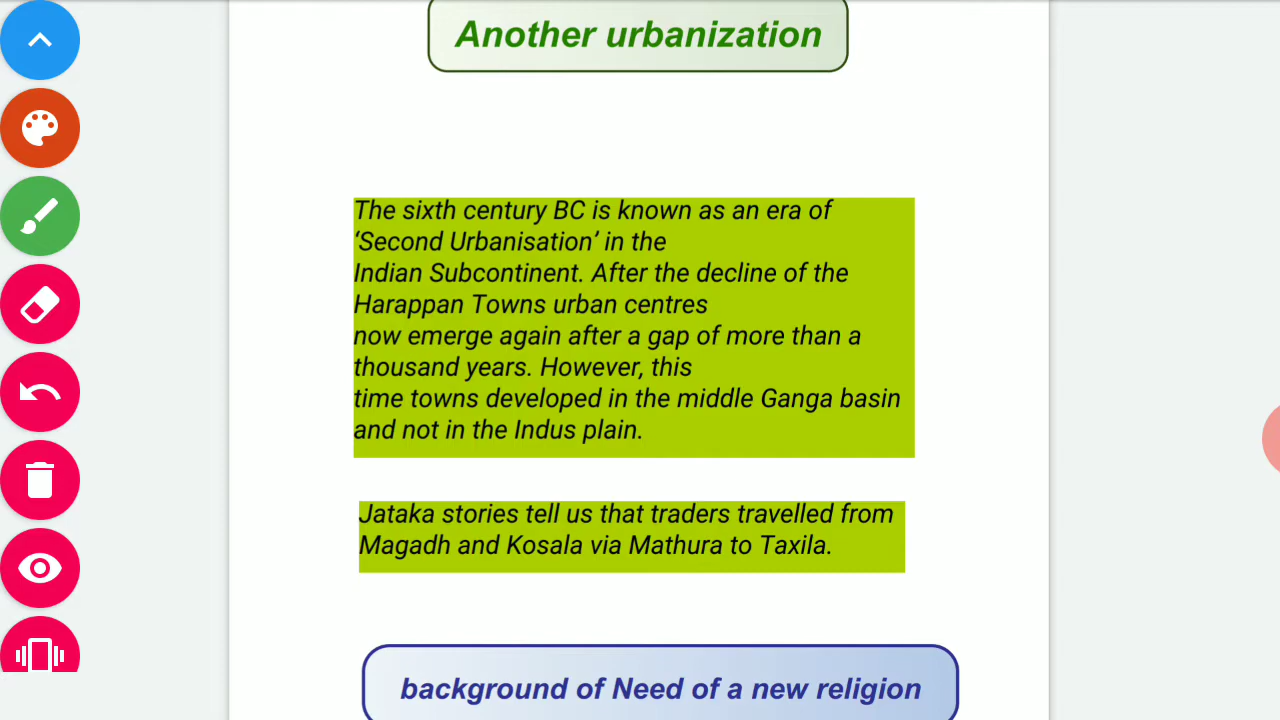 Another urbanization
The sixth century BC is known as an era of
‘Second Urbanisation’ in the
Indian Subcontinent. After the decline of the
Harappan Towns urban centres
now emerge again after a gap of more than a
thousand years. However, this
time towns developed in the middle Ganga basin
and not in the Indus plain.
Jataka stories tell us that traders travelled from
Magadh and Kosala via Mathura to Taxila.
background of Need of a new religion